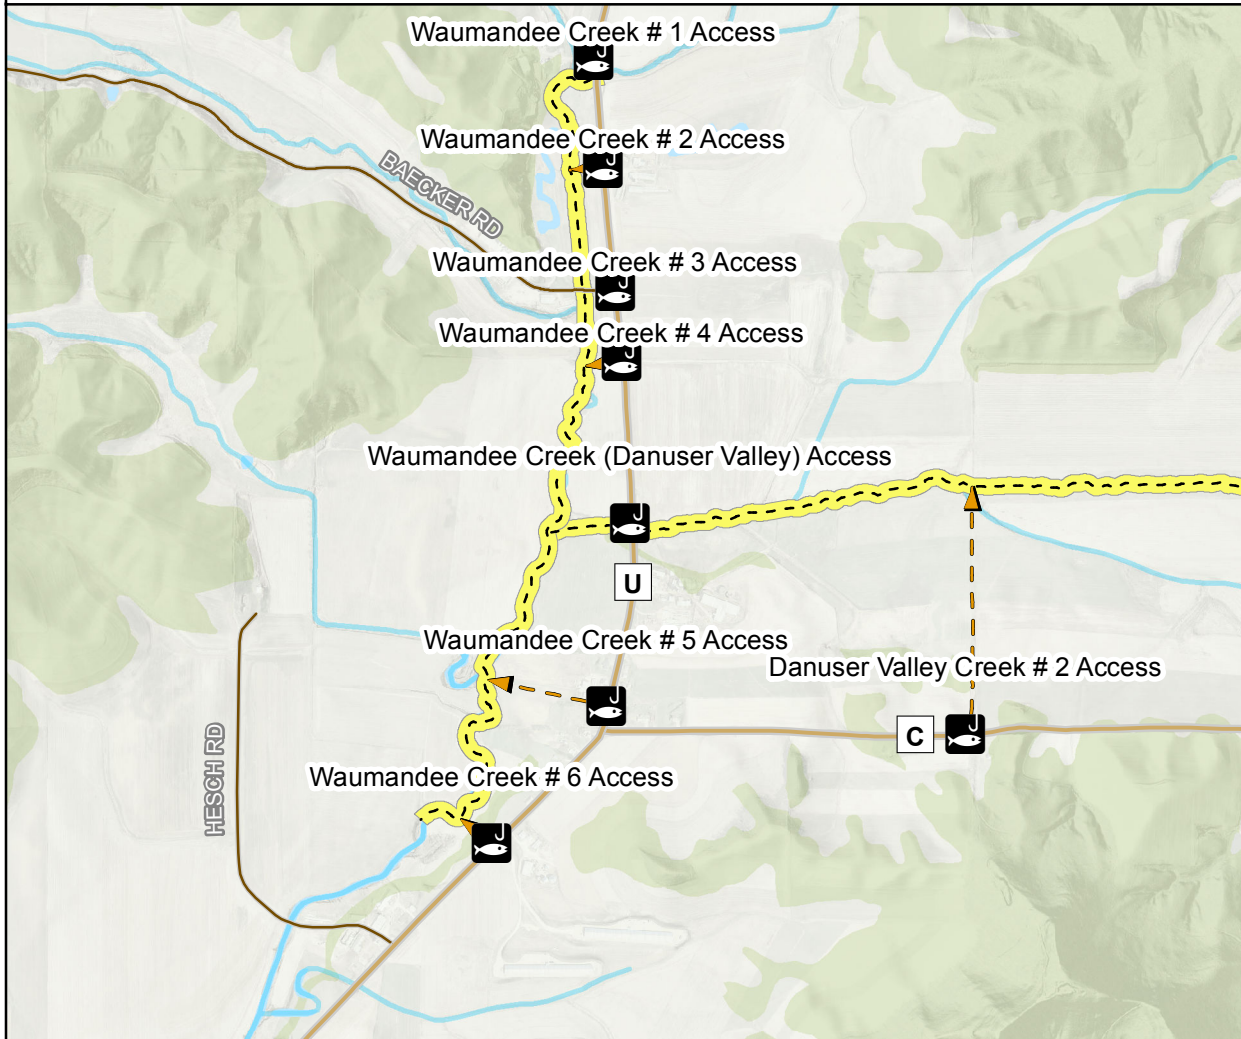 Waumandee Creek # 1 Access
Waumandee Creek # 2 Access
BAECKER RD
Waumandee Creek # 3 Access
Waumandee Creek # 4 Access
Waumandee Creek (Danuser Valley) Access
U
Waumandee Creek # 5 Access
Danuser Valley Creek # 2 Access
C
HESCH RD
Waumandee Creek # 6 Access